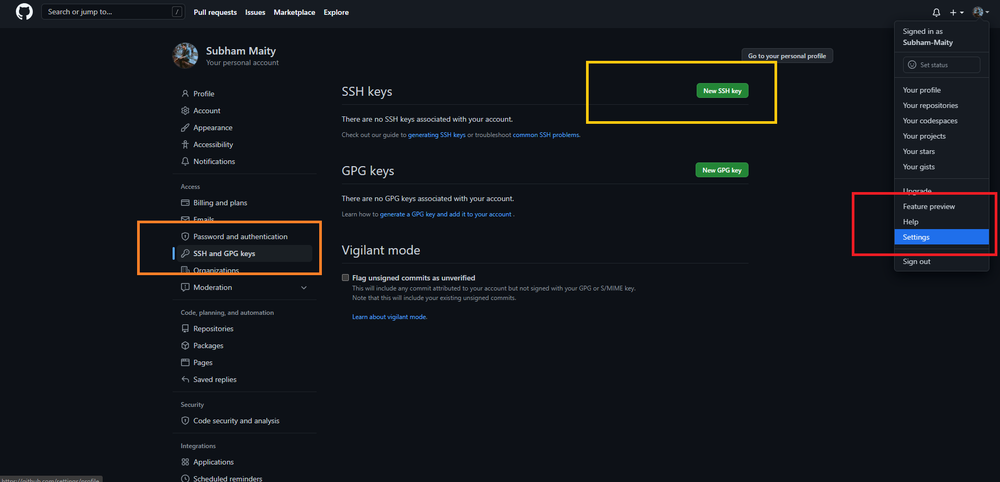 Search or jump to...
/
Pull requests
Issues
Marketplace
Explore
Subham Maity
Your personal account
Go to your personal profile
Profile
Account
Appearance
Accessibility
Notifications
Access
Billing and plans
Emails
Password and authentication
SSH and GPG keys
Organizations
Moderation
Code, planning, and automation
Repositories
Packages
Pages
Saved replies
Security
Code security and analysis
Integrations
Applications
Scheduled reminders
SSH keys
New SSH key
There are no SSH keys associated with your account.
Check out our guide to generating SSH keys or troubleshoot common SSH problems.
GPG keys
New GPG key
There are no GPG keys associated with your account.
Learn how to generate a GPG key and add it to your account .
Vigilant mode
Flag unsigned commits as unverified
This will include any commit attributed to your account but not signed with your GPG or S/MIME key.
Note that this will include your existing unsigned commits.
Learn about vigilant mode.
Signed in as
Subham-Maity
Set status
Your profile
Your repositories
Your codespaces
Your projects
Your stars
Your gists
Upgrade
Feature preview
Help
Settings
Sign out
https://github.com/settings/profile